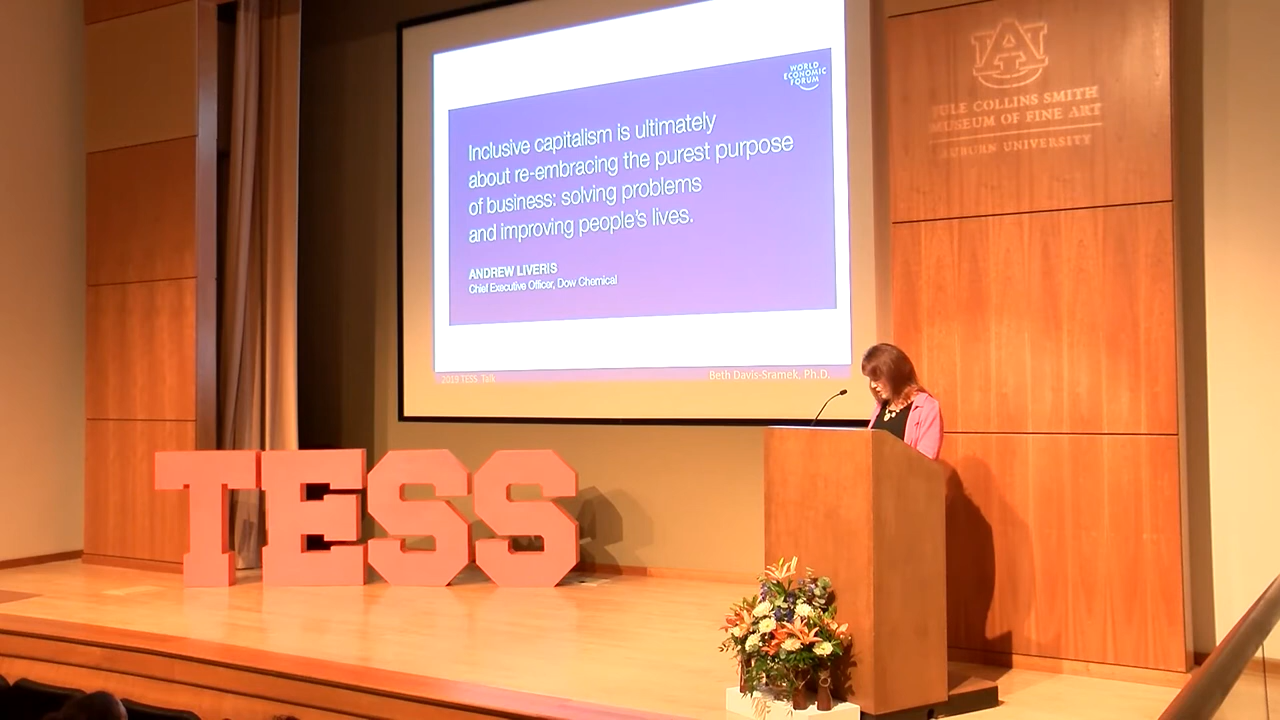 WORLD
ECONOMIC
FORUM
Inclusive capitalism is ultimately
about re-embracing the purest purpose
of business: solving problems
and improving people's lives.
ANDREW LIVERIS
Chief Executive Officer, Dow Chemical
2019 TESS Talk
Beth Davis-Sramek, Ph.D.
AU
JULE COLLINS SMITH
MUSEUM OF FINE ART
AUBURN UNIVERSITY
TESS